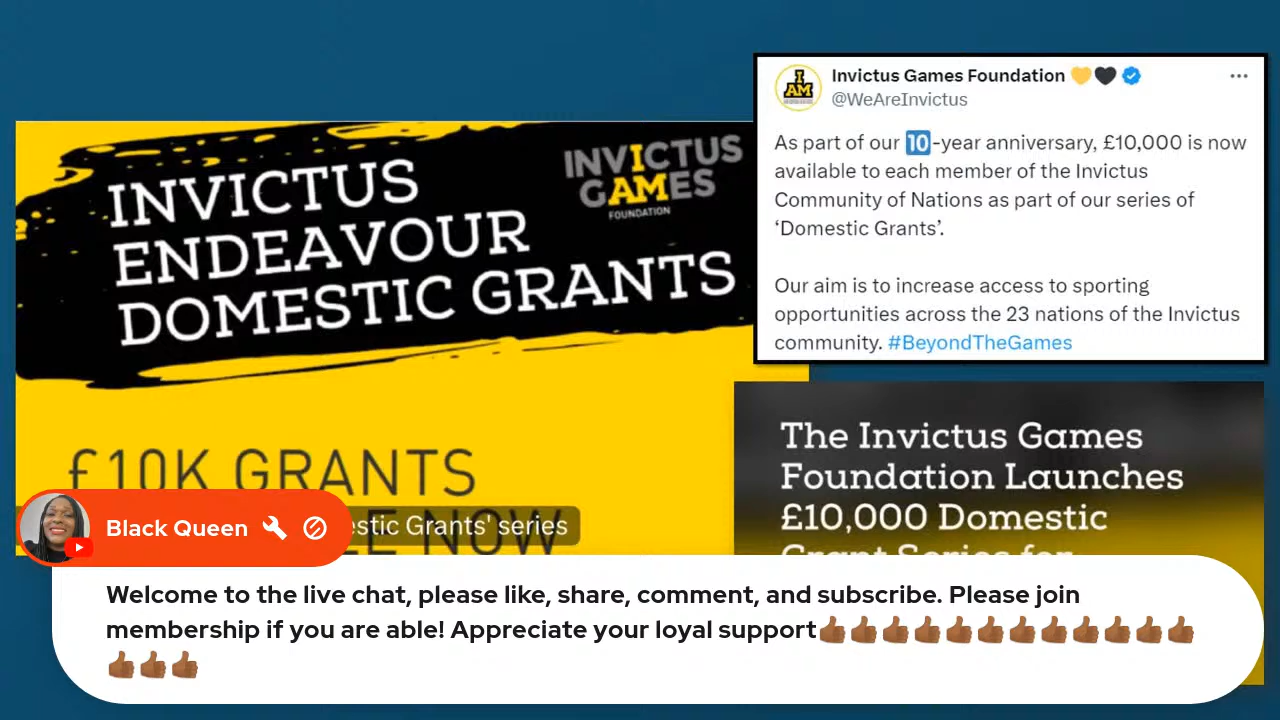 INVICTUS
ENDEAVOUR
DOMESTIC GRANTS
INVICTUS
GAMES
FOUNDATION
£10K GRANTS
NOW
Invictus Games Foundation 💛🖤
@WeAreInvictus
As part of our 🔟-year anniversary, £10,000 is now
available to each member of the Invictus
Community of Nations as part of our series of
‘Domestic Grants’.
Our aim is to increase access to sporting
opportunities across the 23 nations of the Invictus
community. #BeyondTheGames
The Invictus Games
Foundation Launches
£10,000 Domestic
Grant Series for
Black Queen
Grants' series
Welcome to the live chat, please like, share, comment, and subscribe. Please join
membership if you are able! Appreciate your loyal support👍🏾👍🏾👍🏾👍🏾👍🏾👍🏾👍🏾👍🏾👍🏾👍🏾👍🏾👍🏾
👍🏾👍🏾👍🏾